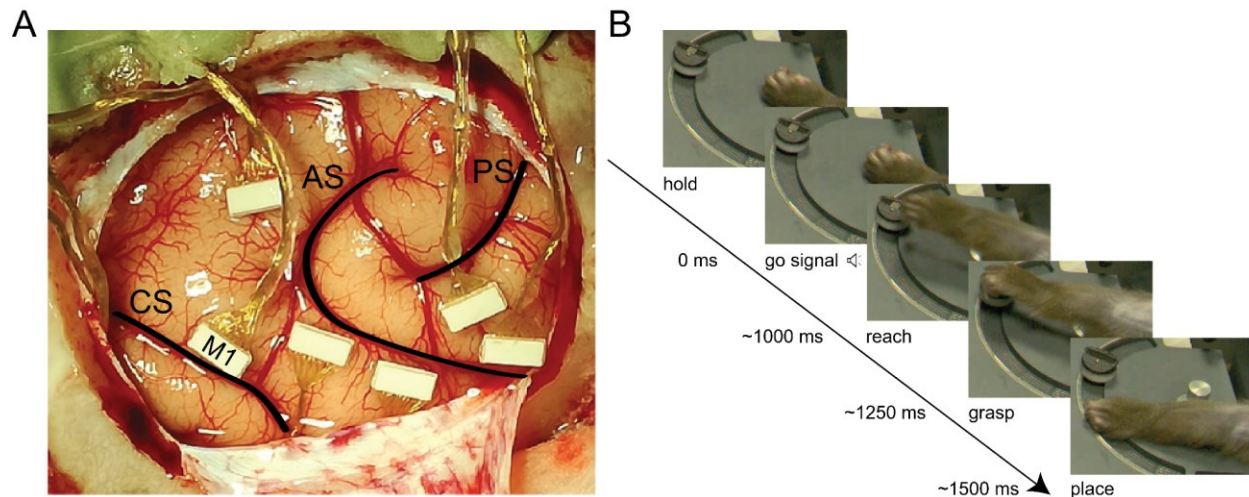 A
B
AS
PS
CS
M1
hold
0 ms
go signal
~1000 ms
reach
~1250 ms
grasp
~1500 ms
place